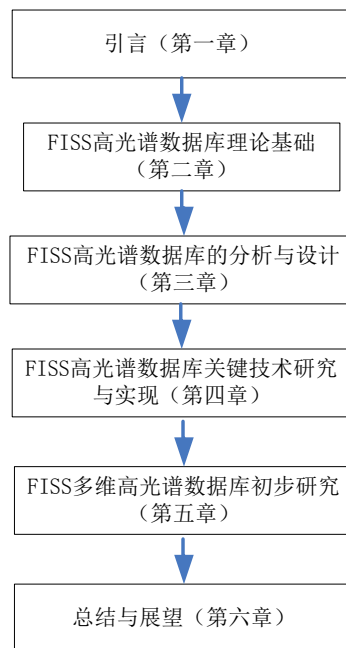 引言（第一章）
FISS高光谱数据库理论基础
（第二章）
FISS高光谱数据库的分析与设计
（第三章）
FISS高光谱数据库关键技术研究
与实现（第四章）
FISS多维高光谱数据库初步研究
（第五章）
总结与展望（第六章）